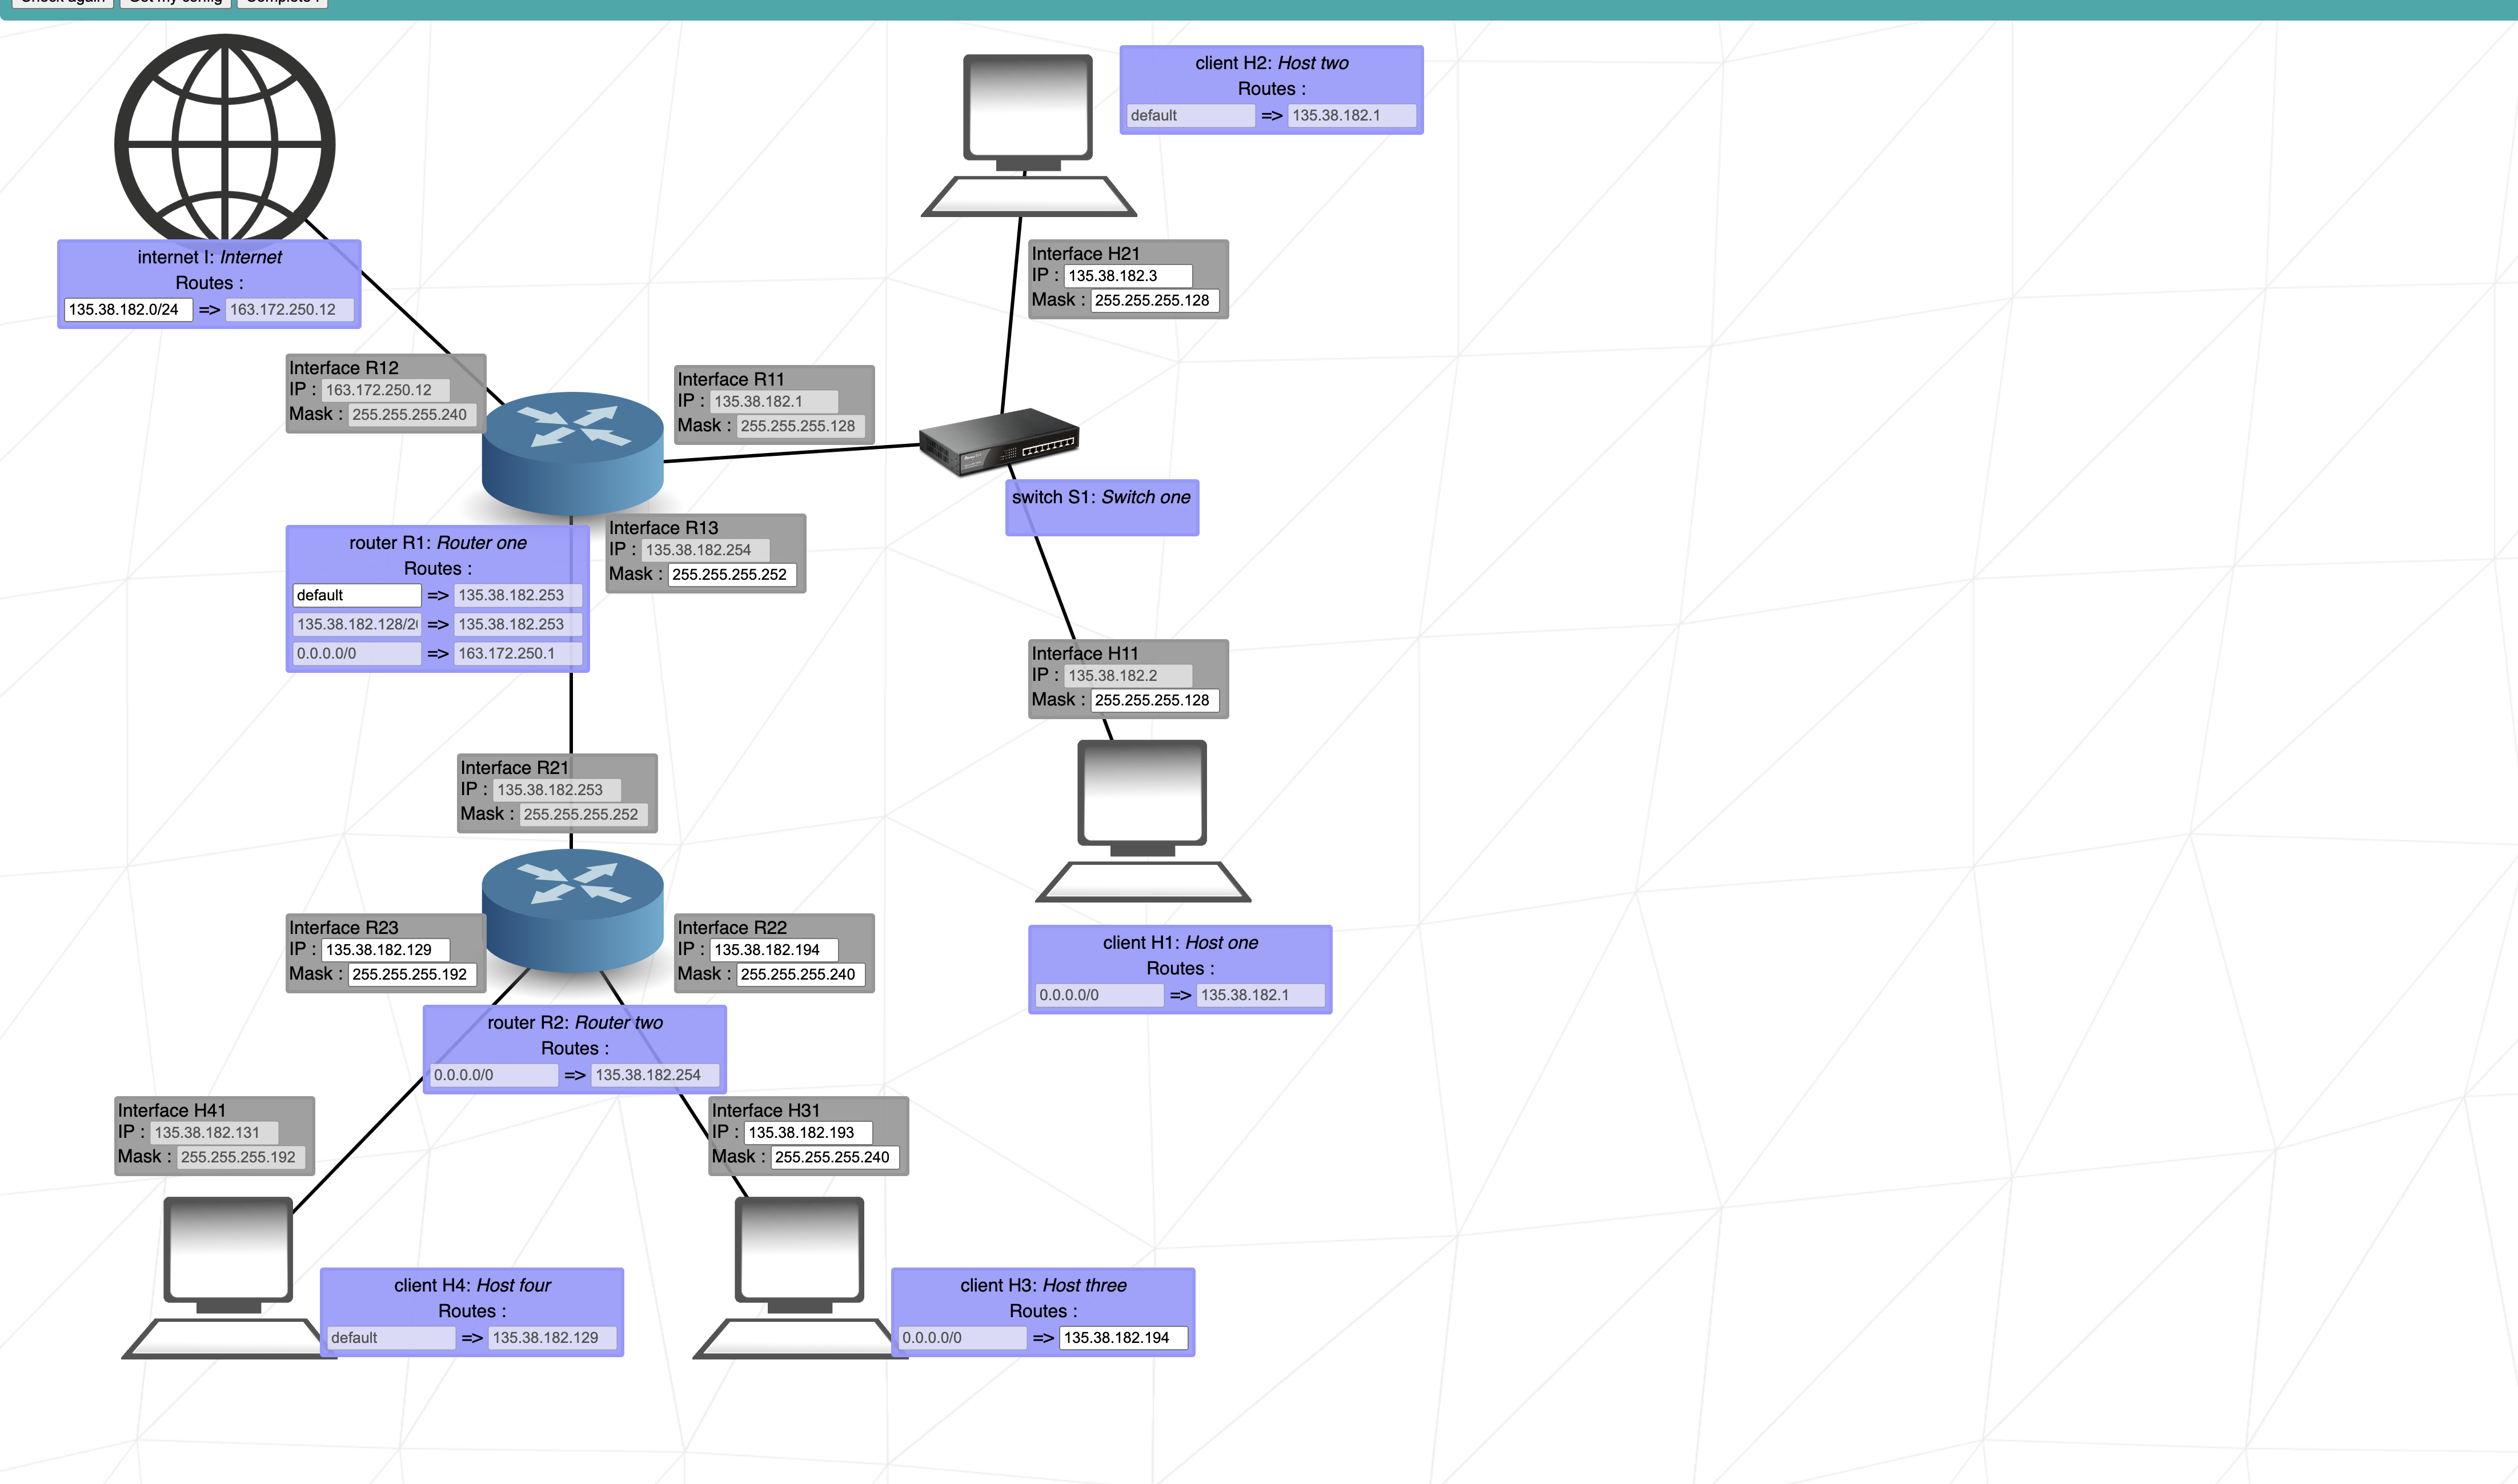 Check again Get my config Complete !
client H2: Host two
Routes :
default => 135.38.182.1
internet I: Internet
Routes :
135.38.182.0/24 => 163.172.250.12
Interface H21
IP : 135.38.182.3
Mask : 255.255.255.128
Interface R12
IP : 163.172.250.12
Mask : 255.255.255.240
Interface R11
IP : 135.38.182.1
Mask : 255.255.255.128
switch S1: Switch one
router R1: Router one
Routes :
default => 135.38.182.253
135.38.182.128/2 => 135.38.182.253
0.0.0.0/0 => 163.172.250.1
Interface R13
IP : 135.38.182.254
Mask : 255.255.255.252
Interface H11
IP : 135.38.182.2
Mask : 255.255.255.128
Interface R21
IP : 135.38.182.253
Mask : 255.255.255.252
Interface R23
IP : 135.38.182.129
Mask : 255.255.255.192
Interface R22
IP : 135.38.182.194
Mask : 255.255.255.240
client H1: Host one
Routes :
0.0.0.0/0 => 135.38.182.1
router R2: Router two
Routes :
0.0.0.0/0 => 135.38.182.254
Interface H41
IP : 135.38.182.131
Mask : 255.255.255.192
Interface H31
IP : 135.38.182.193
Mask : 255.255.255.240
client H4: Host four
Routes :
default => 135.38.182.129
client H3: Host three
Routes :
0.0.0.0/0 => 135.38.182.194